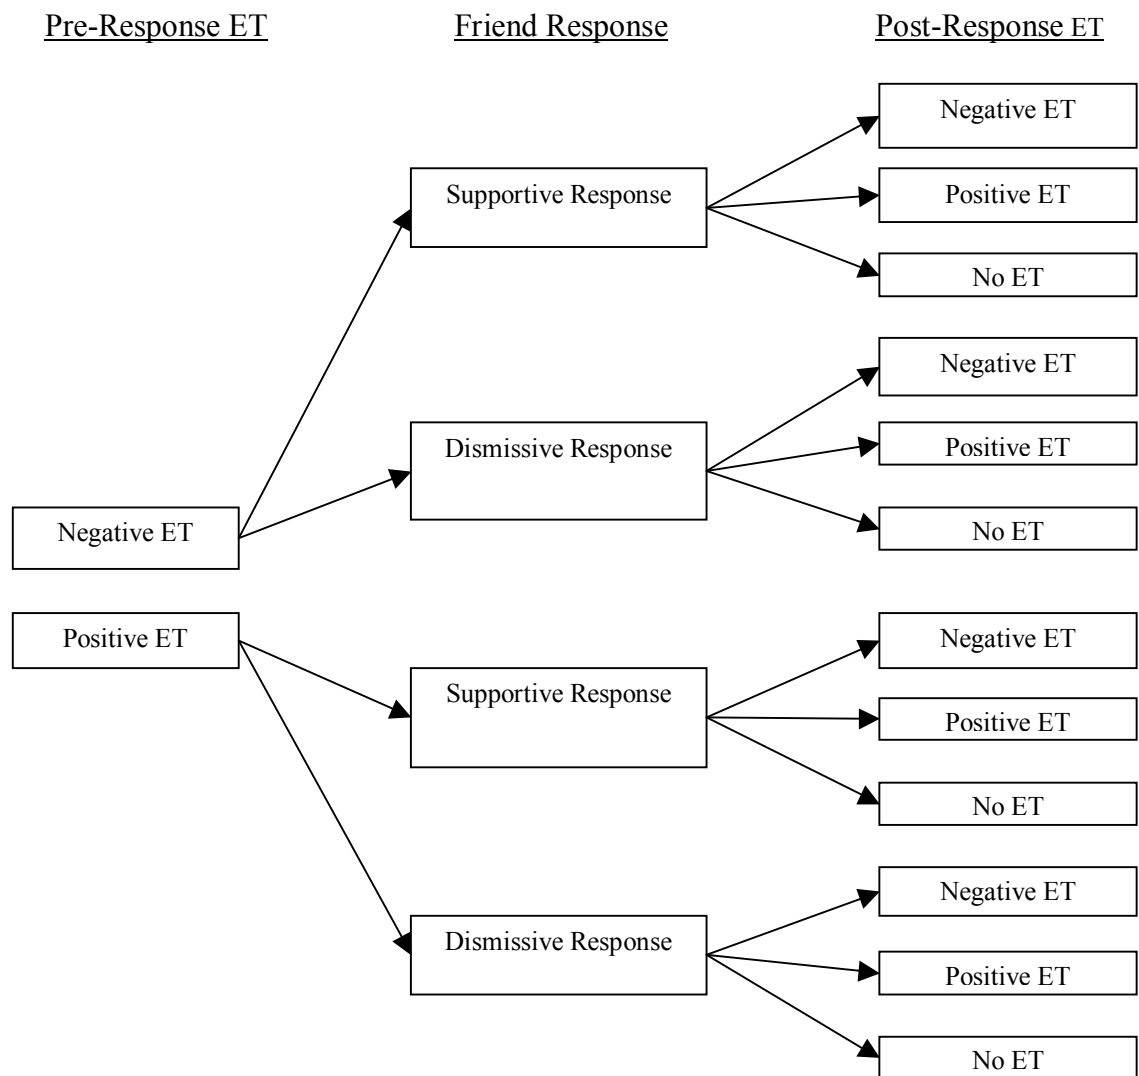 Pre-Response ET
Friend Response
Post-Response ET
Negative ET
Supportive Response
Positive ET
No ET
Negative ET
Dismissive Response
Positive ET
Negative ET
No ET
Positive ET
Negative ET
Supportive Response
Positive ET
No ET
Negative ET
Dismissive Response
Positive ET
No ET